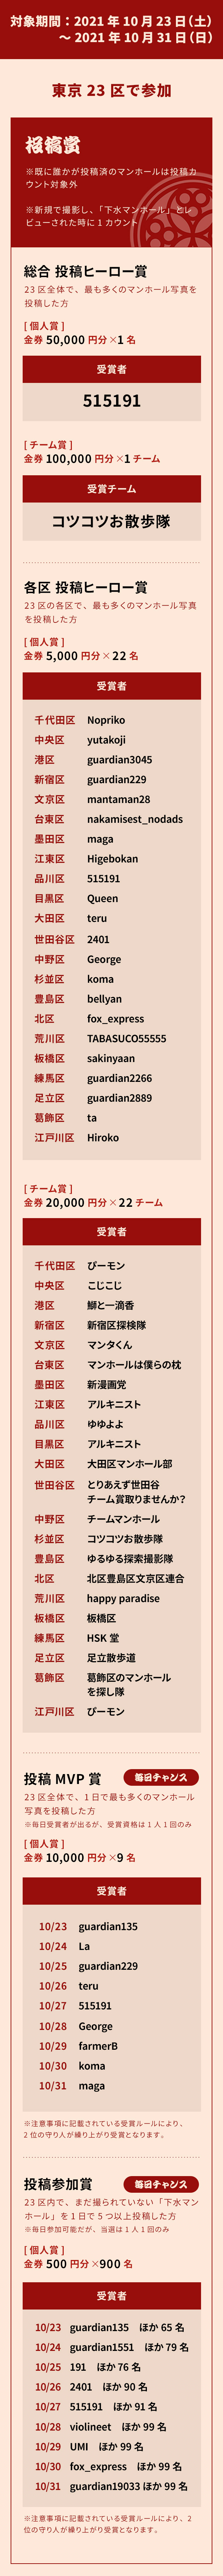 対象期間：2021年10月23日（土）
〜2021年10月31日（日）
東京23区で参加
投稿賞
※既に誰かが投稿済のマンホールは投稿カ
ウント対象外
※新規で撮影し、「下水マンホール」とレ
ビューされた時に1カウント
総合 投稿ヒーロー賞
23区全体で、最も多くのマンホール写真を
投稿した方
[ 個人賞 ]
金券 50,000 円分×1 名
受賞者
515191
[ チーム賞 ]
金券 100,000 円分×1 チーム
受賞チーム
コツコツお散歩隊
各区 投稿ヒーロー賞
23区の各区で、最も多くのマンホール写真
を投稿した方
[ 個人賞 ]
金券 5,000 円分×22 名
受賞者
千代田区 Nopriko
中央区 yutakoji
港区 guardian3045
新宿区 guardian229
文京区 mantaman28
台東区 nakamisest_nodads
墨田区 maga
江東区 Higebokan
品川区 515191
目黒区 Queen
大田区 teru
世田谷区 2401
中野区 George
杉並区 koma
豊島区 bellyan
北区 fox_express
荒川区 TABASUCO55555
板橋区 sakinyaan
練馬区 guardian2266
足立区 guardian2889
葛飾区 ta
江戸川区 Hiroko
[ チーム賞 ]
金券 20,000 円分×22 チーム
受賞者
千代田区 ぴーモン
中央区 こじこじ
港区 鰤と一滴香
新宿区 新宿区探検隊
文京区 マンタくん
台東区 マンホールは僕らの枕
墨田区 新漫画党
江東区 アルキニスト
品川区 ゆゆよよ
目黒区 アルキニスト
大田区 大田区マンホール部
世田谷区 とりあえず世田谷
チーム賞取りませんか？
中野区 チームマンホール
杉並区 コツコツお散歩隊
豊島区 ゆるゆる探索撮影隊
北区 北区豊島区文京区連合
荒川区 happy paradise
板橋区 板橋区
練馬区 HSK 堂
足立区 足立散歩道
葛飾区 葛飾区のマンホール
を探し隊
江戸川区 ぴーモン
投稿 MVP 賞 毎日チャンス
23区全体で、1日で最も多くのマンホール
写真を投稿した方
※毎日受賞者が出るが、受賞資格は1人1回のみ
[ 個人賞 ]
金券 10,000 円分×9 名
受賞者
10/23 guardian135
10/24 La
10/25 guardian229
10/26 teru
10/27 515191
10/28 George
10/29 farmerB
10/30 koma
10/31 maga
※注意事項に記載されている受賞ルールにより、
2位の守り人が繰り上がり受賞となります。
投稿参加賞 毎日チャンス
23区内で、まだ撮られていない「下水マン
ホール」を1日で5つ以上投稿した方
※毎日参加可能だが、当選は1人1回のみ
[ 個人賞 ]
金券 500 円分×900 名
受賞者
10/23 guardian135 ほか 65 名
10/24 guardian1551 ほか 79 名
10/25 191 ほか 76 名
10/26 2401 ほか 90 名
10/27 515191 ほか 91 名
10/28 violineet ほか 99 名
10/29 UMI ほか 99 名
10/30 fox_express ほか 99 名
10/31 guardian19033 ほか 99 名
※注意事項に記載されている受賞ルールにより、2
位の守り人が繰り上がり受賞となります。